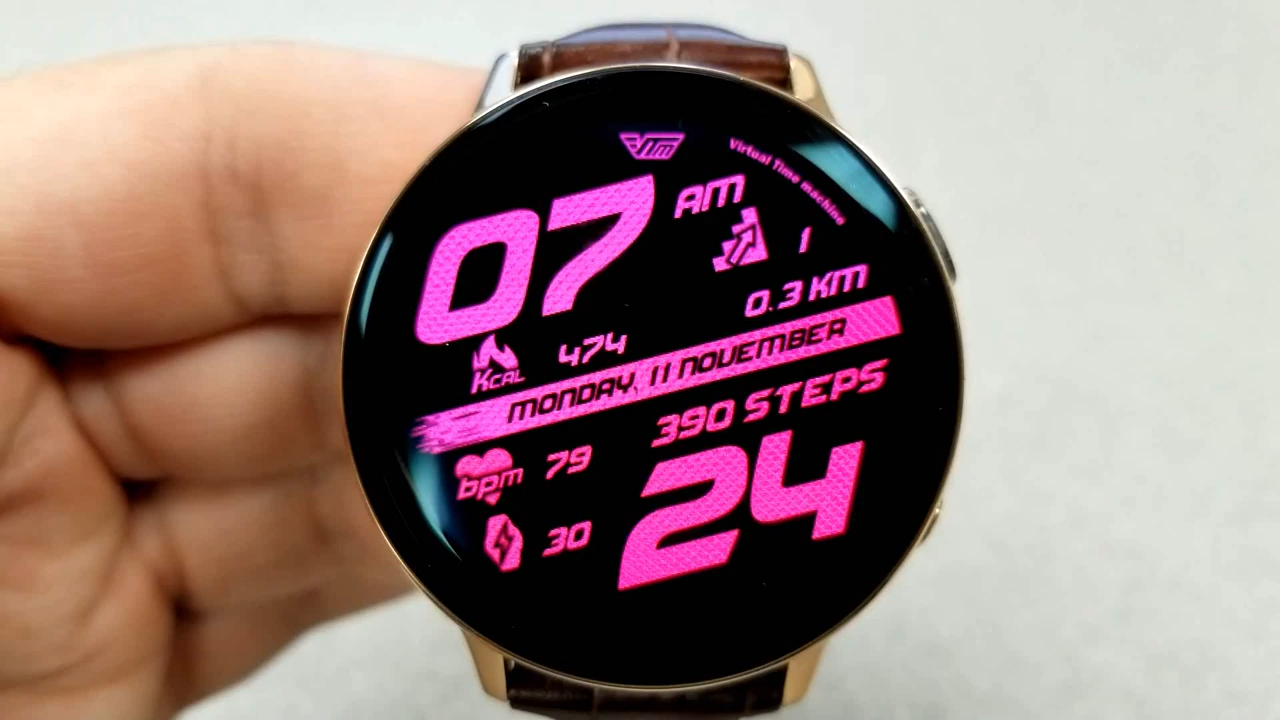 VTM
Virtual Time machine
07 AM
1
0.3 KM
KCAL 474
MONDAY, 11 NOVEMBER
390 STEPS
bpm 79
24
30